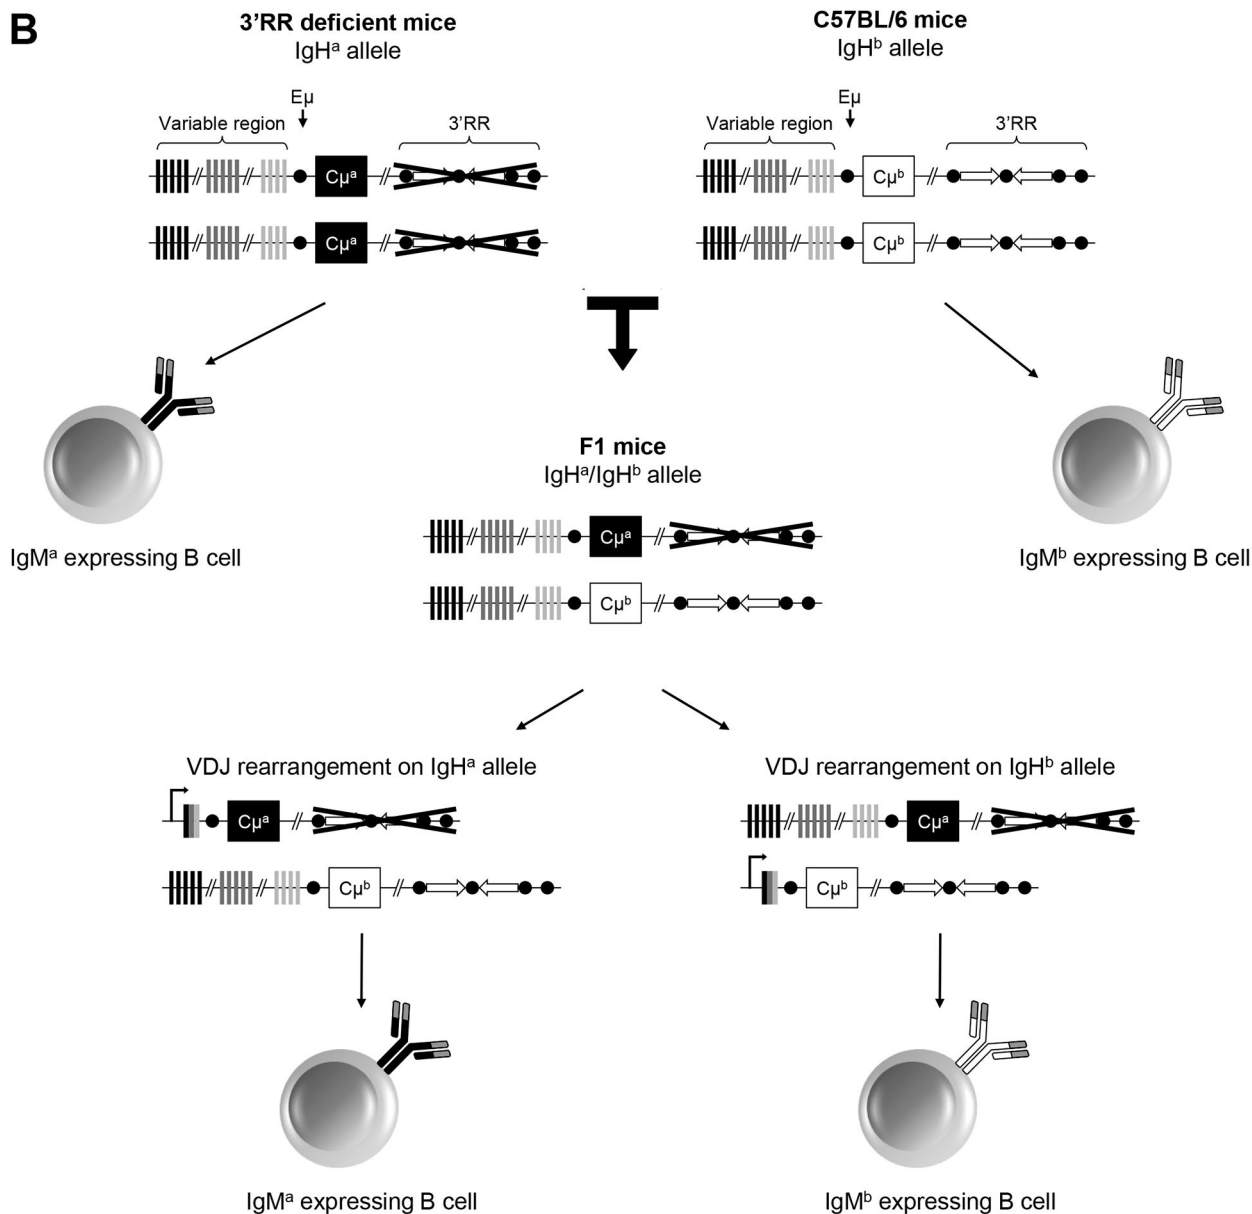 B
3'RR deficient mice
IgHᵃ allele
C57BL/6 mice
IgHᵇ allele
Eμ
Variable region
3'RR
Eμ
Variable region
3'RR
Cμᵃ
Cμᵇ
Cμᵃ
Cμᵇ
F1 mice
IgHᵃ/IgHᵇ allele
IgMᵃ expressing B cell
IgMᵇ expressing B cell
Cμᵃ
Cμᵇ
VDJ rearrangement on IgHᵃ allele
VDJ rearrangement on IgHᵇ allele
Cμᵃ
Cμᵃ
Cμᵇ
Cμᵇ
IgMᵃ expressing B cell
IgMᵇ expressing B cell